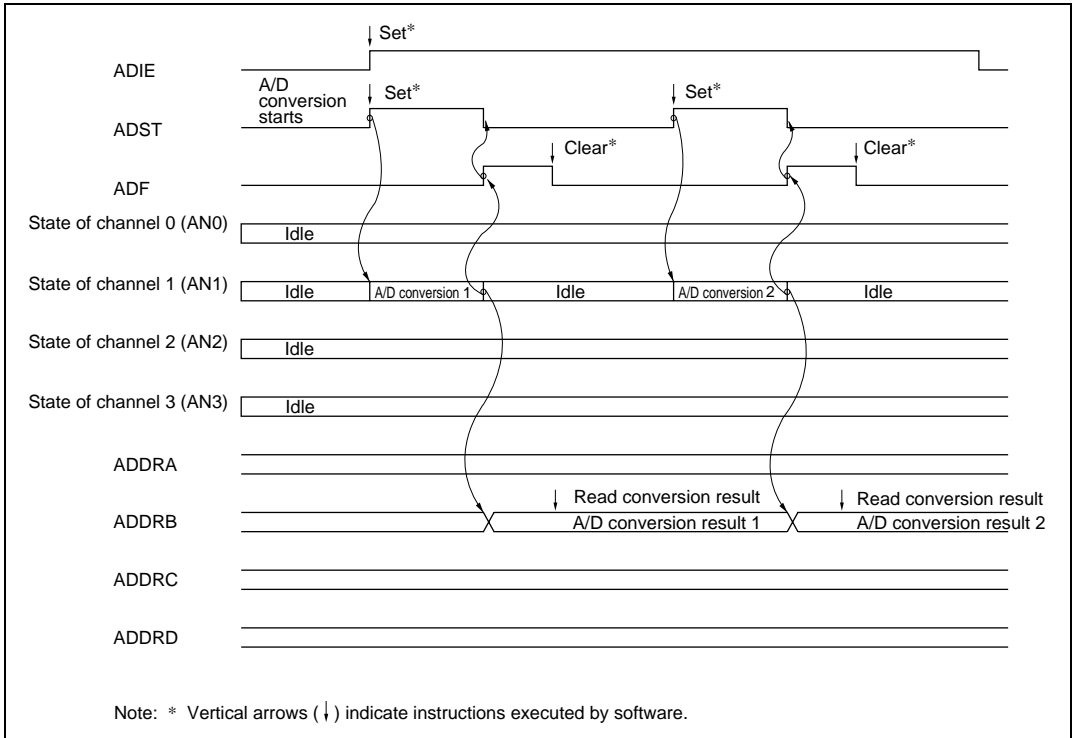 Set*
ADIE
A/D
conversion
starts
Set*
Set*
ADST
Clear*
Clear*
ADF
State of channel 0 (AN0)
Idle
State of channel 1 (AN1)
Idle
A/D conversion 1
Idle
A/D conversion 2
Idle
State of channel 2 (AN2)
Idle
State of channel 3 (AN3)
Idle
ADDRA
Read conversion result
Read conversion result
ADDRB
A/D conversion result 1
A/D conversion result 2
ADDRC
ADDRD
Note: * Vertical arrows (↓) indicate instructions executed by software.